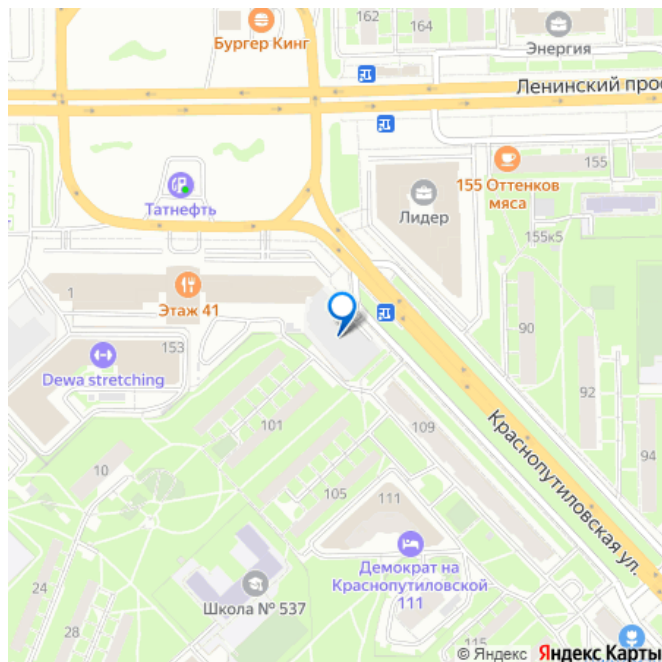 162
164
Энергия
Бургер Кинг
Ленинский прос
155
155 Оттенков
мяса
Татнефть
Лидер
155к5
1
Этаж 41
153
90
Dewa stretching
92
101
109
Краснопутиловская ул.
94
10
105
111
Демократ на
Краснопутиловской
111
24
Школа № 537
28
115
© Яндекс Яндекс Карты